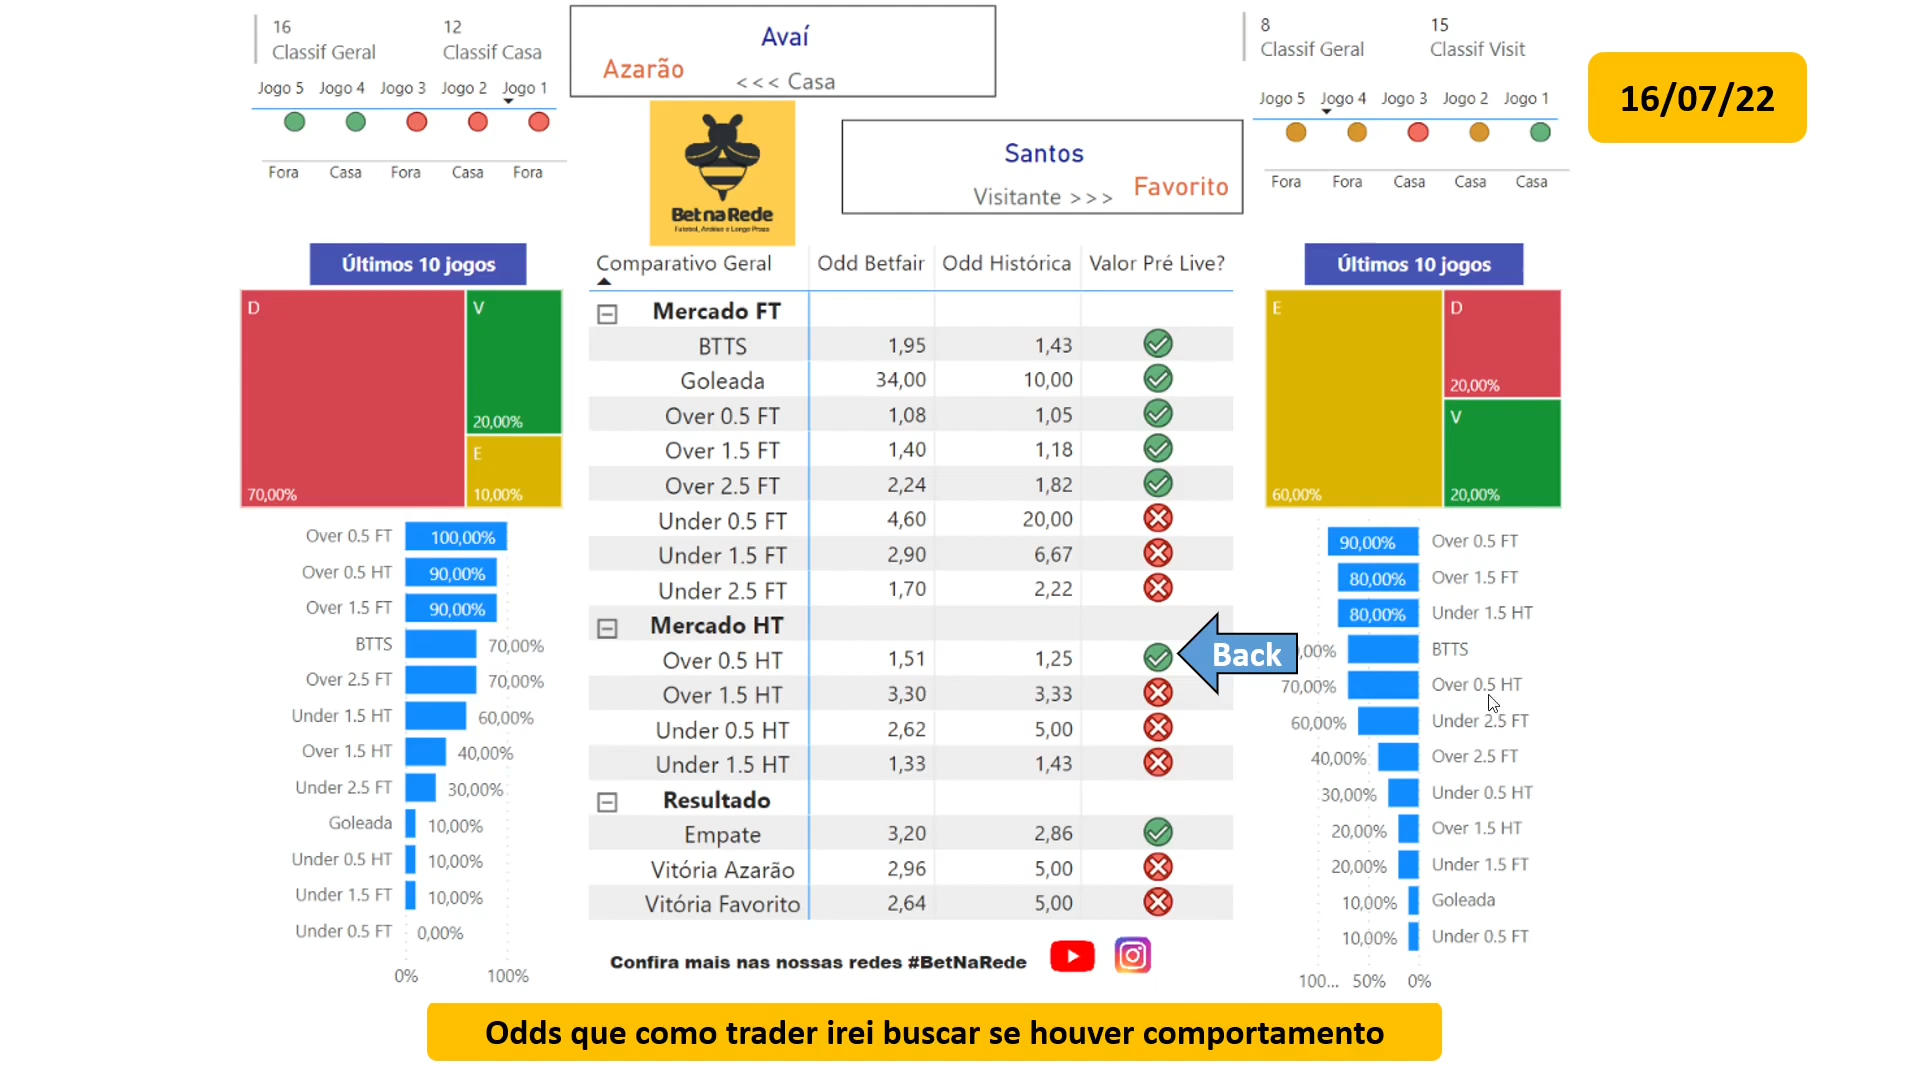 16
Classif Geral
12
Classif Casa
Jogo 5 Jogo 4 Jogo 3 Jogo 2 Jogo 1
Fora Casa Fora Casa Fora
Avaí
Azarão
<<< Casa
Bet na Rede
Futebol, Análise e Longo Prazo
Santos
Visitante >>>
Favorito
8
Classif Geral
15
Classif Visit
Jogo 5 Jogo 4 Jogo 3 Jogo 2 Jogo 1
Fora Fora Casa Casa Casa
16/07/22
Últimos 10 jogos
D
70,00%
V
20,00%
E
10,00%
Over 0.5 FT 100,00%
Over 0.5 HT 90,00%
Over 1.5 FT 90,00%
BTTS 70,00%
Over 2.5 FT 70,00%
Under 1.5 HT 60,00%
Over 1.5 HT 40,00%
Under 2.5 FT 30,00%
Goleada 10,00%
Under 0.5 HT 10,00%
Under 1.5 FT 10,00%
Under 0.5 FT 0,00%
0% 100%
Comparativo Geral Odd Betfair Odd Histórica Valor Pré Live?
Mercado FT
BTTS 1,95 1,43
Goleada 34,00 10,00
Over 0.5 FT 1,08 1,05
Over 1.5 FT 1,40 1,18
Over 2.5 FT 2,24 1,82
Under 0.5 FT 4,60 20,00
Under 1.5 FT 2,90 6,67
Under 2.5 FT 1,70 2,22
Mercado HT
Over 0.5 HT 1,51 1,25
Over 1.5 HT 3,30 3,33
Under 0.5 HT 2,62 5,00
Under 1.5 HT 1,33 1,43
Resultado
Empate 3,20 2,86
Vitória Azarão 2,96 5,00
Vitória Favorito 2,64 5,00
Back
Confira mais nas nossas redes #BetNaRede
Últimos 10 jogos
E
60,00%
D
20,00%
V
20,00%
90,00% Over 0.5 FT
80,00% Over 1.5 FT
80,00% Under 1.5 HT
BTTS
70,00% Over 0.5 HT
60,00% Under 2.5 FT
40,00% Over 2.5 FT
30,00% Under 0.5 HT
20,00% Over 1.5 HT
20,00% Under 1.5 FT
10,00% Goleada
10,00% Under 0.5 FT
100... 50% 0%
Odds que como trader irei buscar se houver comportamento